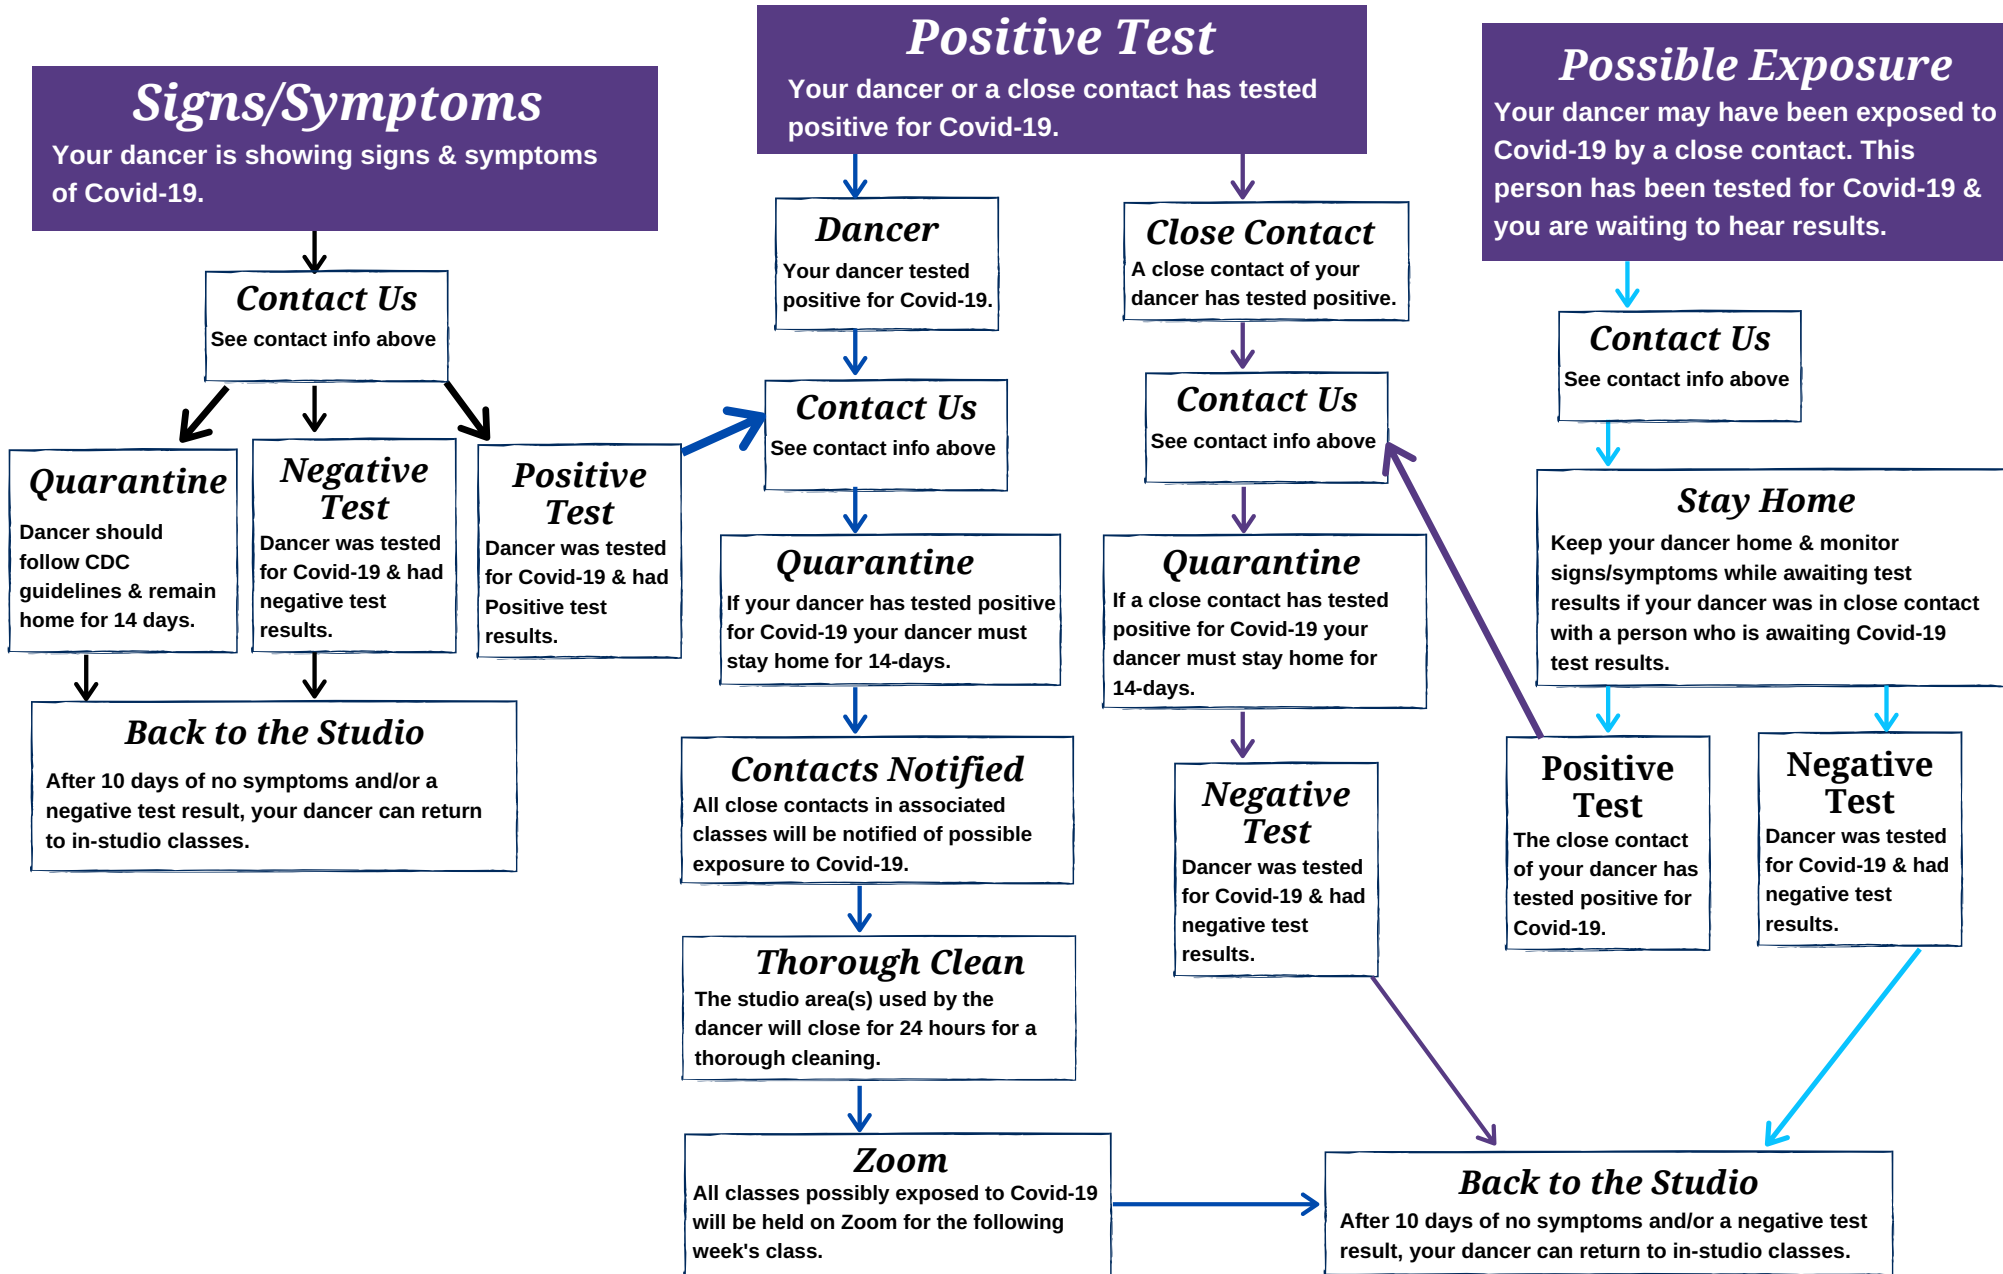 Signs/Symptoms
Your dancer is showing signs & symptoms
of Covid-19.
Contact Us
See contact info above
Quarantine
Dancer should
follow CDC
guidelines & remain
home for 14 days.
Negative
Test
Dancer was tested
for Covid-19 & had
negative test
results.
Positive
Test
Dancer was tested
for Covid-19 & had
Positive test
results.
Back to the Studio
After 10 days of no symptoms and/or a
negative test result, your dancer can return
to in-studio classes.
Positive Test
Your dancer or a close contact has tested
positive for Covid-19.
Dancer
Your dancer tested
positive for Covid-19.
Contact Us
See contact info above
Quarantine
If your dancer has tested positive
for Covid-19 your dancer must
stay home for 14-days.
Contacts Notified
All close contacts in associated
classes will be notified of possible
exposure to Covid-19.
Thorough Clean
The studio area(s) used by the
dancer will close for 24 hours for a
thorough cleaning.
Zoom
All classes possibly exposed to Covid-19
will be held on Zoom for the following
week's class.
Close Contact
A close contact of your
dancer has tested positive.
Contact Us
See contact info above
Quarantine
If a close contact has tested
positive for Covid-19 your
dancer must stay home for
14-days.
Negative
Test
Dancer was tested
for Covid-19 & had
negative test
results.
Possible Exposure
Your dancer may have been exposed to
Covid-19 by a close contact. This
person has been tested for Covid-19 &
you are waiting to hear results.
Contact Us
See contact info above
Stay Home
Keep your dancer home & monitor
signs/symptoms while awaiting test
results if your dancer was in close contact
with a person who is awaiting Covid-19
test results.
Positive
Test
The close contact
of your dancer has
tested positive for
Covid-19.
Negative
Test
Dancer was tested
for Covid-19 & had
negative test
results.
Back to the Studio
After 10 days of no symptoms and/or a negative test
result, your dancer can return to in-studio classes.